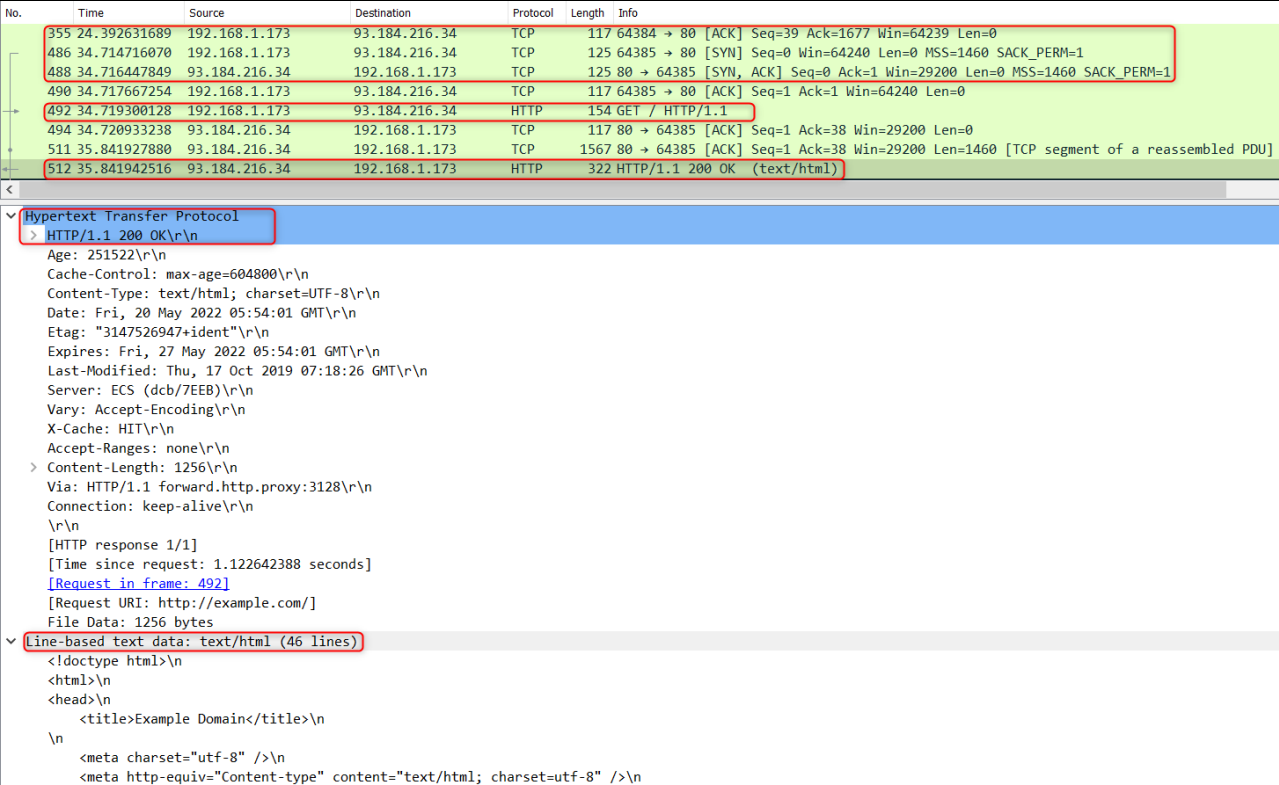 No. Time Source Destination Protocol Length Info
355 24.392631689 192.168.1.173 93.184.216.34 TCP 117 64384 → 80 [ACK] Seq=39 Ack=1677 Win=64239 Len=0
486 34.714716070 192.168.1.173 93.184.216.34 TCP 125 64385 → 80 [SYN] Seq=0 Win=64240 Len=0 MSS=1460 SACK_PERM=1
488 34.716447849 93.184.216.34 192.168.1.173 TCP 125 80 → 64385 [SYN, ACK] Seq=0 Ack=1 Win=29200 Len=0 MSS=1460 SACK_PERM=1
490 34.717667254 192.168.1.173 93.184.216.34 TCP 117 64385 → 80 [ACK] Seq=1 Ack=1 Win=64240 Len=0
492 34.719300128 192.168.1.173 93.184.216.34 HTTP 154 GET / HTTP/1.1
494 34.720933238 93.184.216.34 192.168.1.173 TCP 117 80 → 64385 [ACK] Seq=1 Ack=38 Win=29200 Len=0
511 35.841927880 93.184.216.34 192.168.1.173 TCP 1567 80 → 64385 [ACK] Seq=1 Ack=38 Win=29200 Len=1460 [TCP segment of a reassembled PDU]
512 35.841942516 93.184.216.34 192.168.1.173 HTTP 322 HTTP/1.1 200 OK (text/html)
Hypertext Transfer Protocol
HTTP/1.1 200 OK\r\n
Age: 251522\r\n
Cache-Control: max-age=604800\r\n
Content-Type: text/html; charset=UTF-8\r\n
Date: Fri, 20 May 2022 05:54:01 GMT\r\n
Etag: "3147526947+ident"\r\n
Expires: Fri, 27 May 2022 05:54:01 GMT\r\n
Last-Modified: Thu, 17 Oct 2019 07:18:26 GMT\r\n
Server: ECS (dcb/7EEB)\r\n
Vary: Accept-Encoding\r\n
X-Cache: HIT\r\n
Accept-Ranges: none\r\n
Content-Length: 1256\r\n
Via: HTTP/1.1 forward.http.proxy:3128\r\n
Connection: keep-alive\r\n
\r\n
[HTTP response 1/1]
[Time since request: 1.122642388 seconds]
[Request in frame: 492]
[Request URI: http://example.com/]
File Data: 1256 bytes
Line-based text data: text/html (46 lines)
<!doctype html>\n
<html>\n
<head>\n
<title>Example Domain</title>\n
\n
<meta charset="utf-8" />\n
<meta http-equiv="Content-type" content="text/html; charset=utf-8" />\n